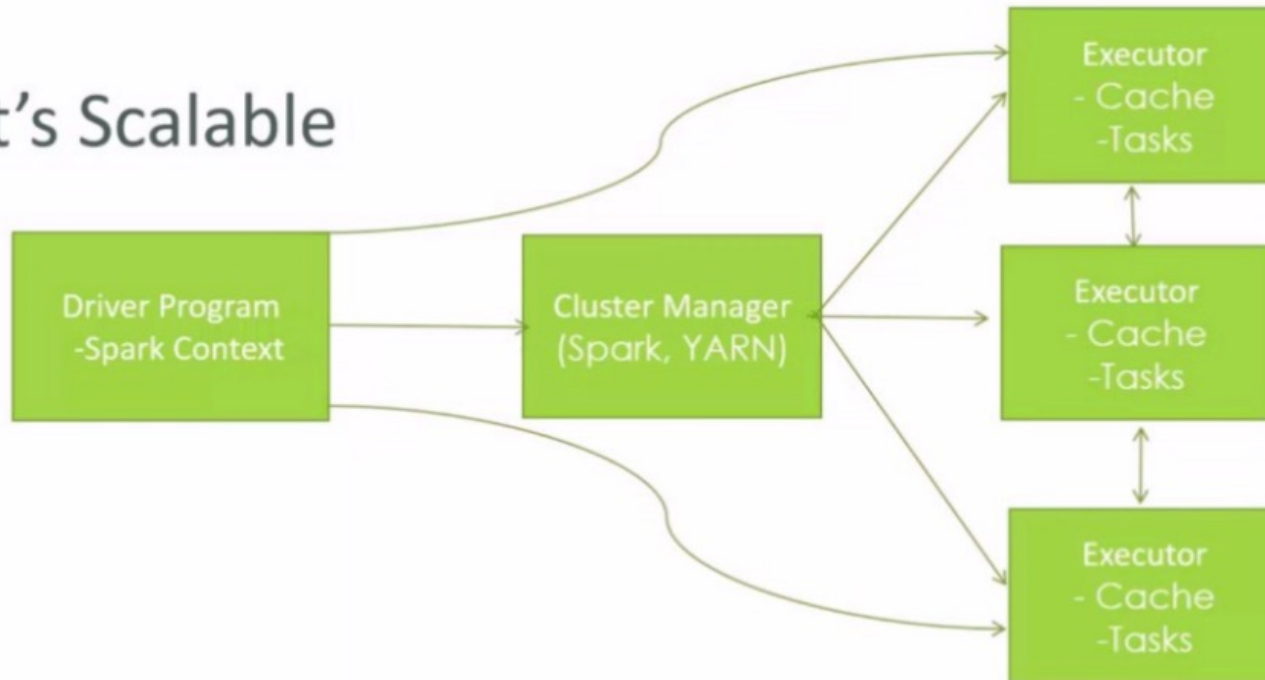 t's Scalable
Driver Program
-Spark Context
Cluster Manager
(Spark, YARN)
Executor
- Cache
-Tasks
Executor
- Cache
-Tasks
Executor
- Cache
-Tasks